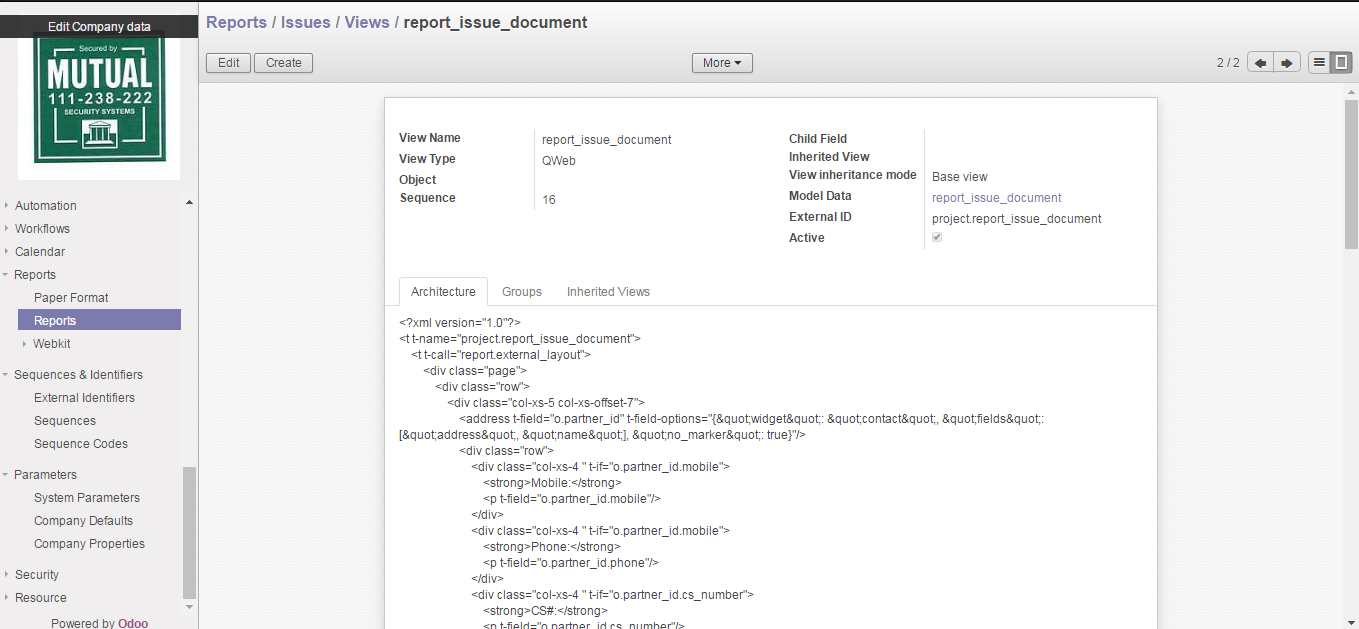 Edit Company data
Secured by
MUTUAL
111-238-222
SECURITY SYSTEMS
Automation
Workflows
Calendar
Reports
Paper Format
Reports
Webkit
Sequences & Identifiers
External Identifiers
Sequences
Sequence Codes
Parameters
System Parameters
Company Defaults
Company Properties
Security
Resource
Powered by Odoo
Reports / Issues / Views / report_issue_document
Edit Create More 2 / 2
View Name report_issue_document
View Type QWeb
Object
Sequence 16
Child Field
Inherited View
View inheritance mode Base view
Model Data report_issue_document
External ID project.report_issue_document
Active
Architecture Groups Inherited Views
<?xml version="1.0"?>
<t t-name="project.report_issue_document">
<t t-call="report.external_layout">
<div class="page">
<div class="row">
<div class="col-xs-5 col-xs-offset-7">
<address t-field="o.partner_id" t-field-options="{&quot;widget&quot;: &quot;contact&quot;, &quot;fields&quot;:
[&quot;address&quot;, &quot;name&quot;], &quot;no_marker&quot;: true}"/>
<div class="row">
<div class="col-xs-4 " t-if="o.partner_id.mobile">
<strong>Mobile:</strong>
<p t-field="o.partner_id.mobile"/>
</div>
<div class="col-xs-4 " t-if="o.partner_id.mobile">
<strong>Phone:</strong>
<p t-field="o.partner_id.phone"/>
</div>
<div class="col-xs-4 " t-if="o.partner_id.cs_number">
<strong>CS#:</strong>
<p t-field="o.partner_id.cs_number"/>